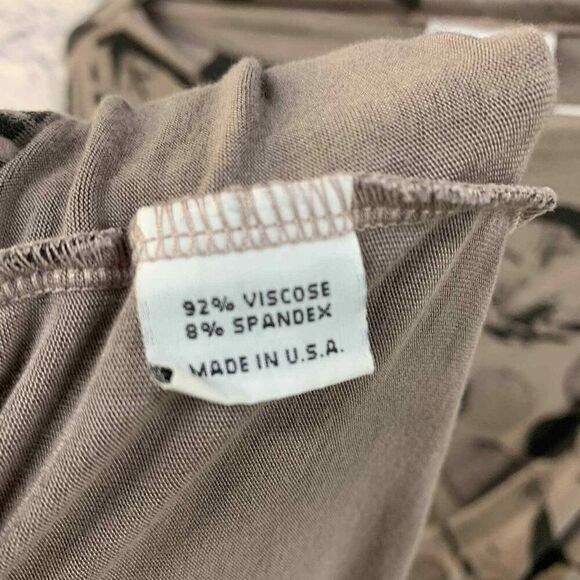 92% VISCOSE
8% SPANDEX
MADE IN U.S.A.